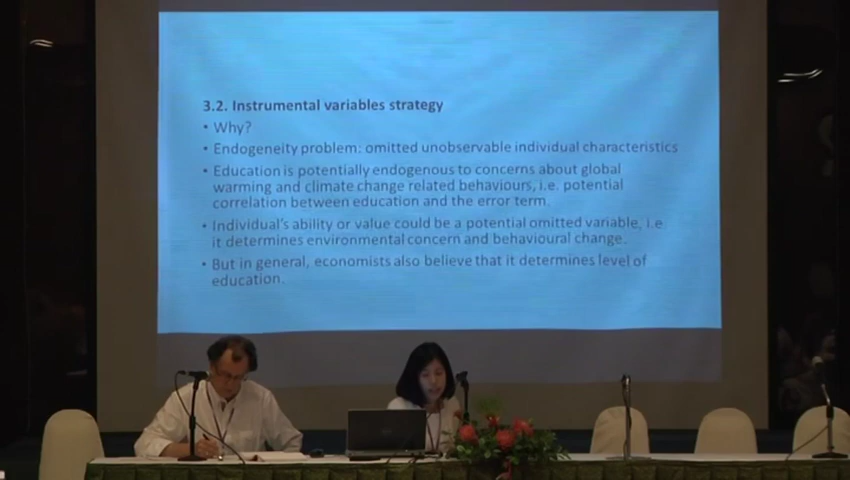 3.2. Instrumental variables strategy
• Why?
• Endogeneity problem: omitted unobservable individual characteristics
• Education is potentially endogenous to concerns about global
warming and climate change related behaviours, i.e. potential
correlation between education and the error term.
• Individual's ability or value could be a potential omitted variable, i.e
it determines environmental concern and behavioural change.
• But in general, economists also believe that it determines level of
education.